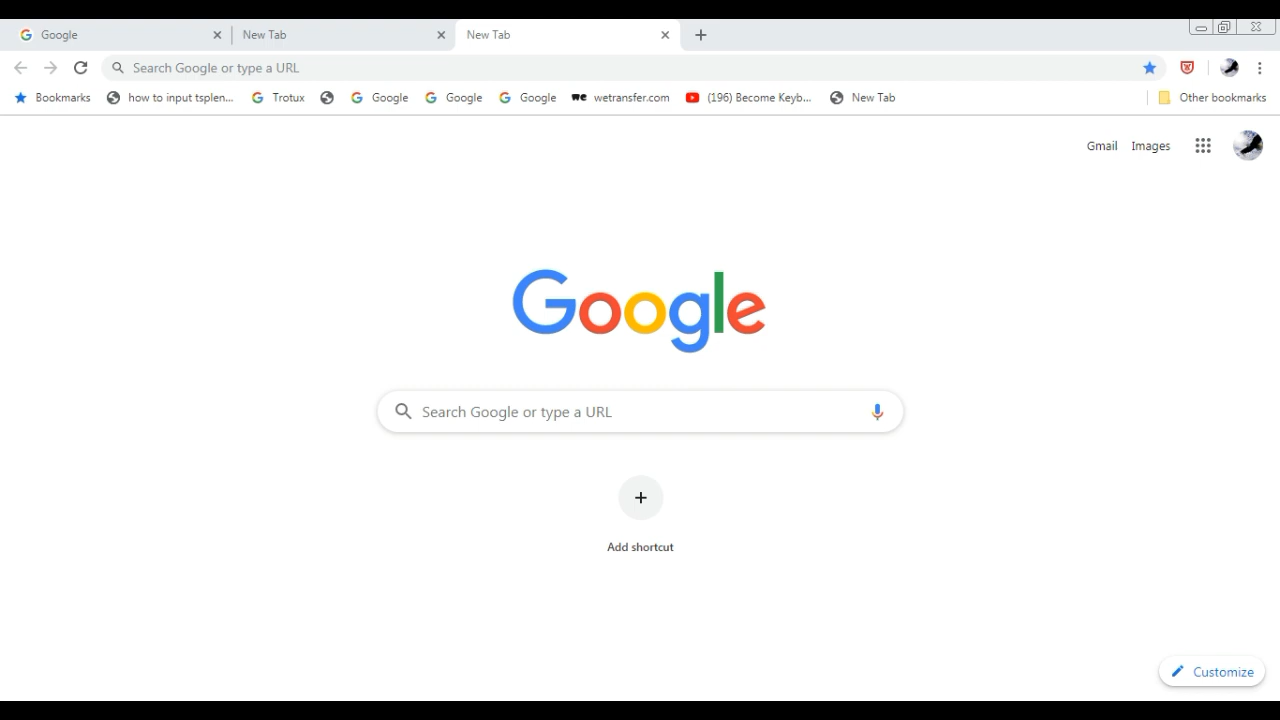 Google New Tab New Tab
Search Google or type a URL
Bookmarks how to input tsplen... Trotux Google Google Google wetransfer.com (196) Become Keyb... New Tab Other bookmarks
Gmail Images
Google
Search Google or type a URL
Add shortcut
Customize